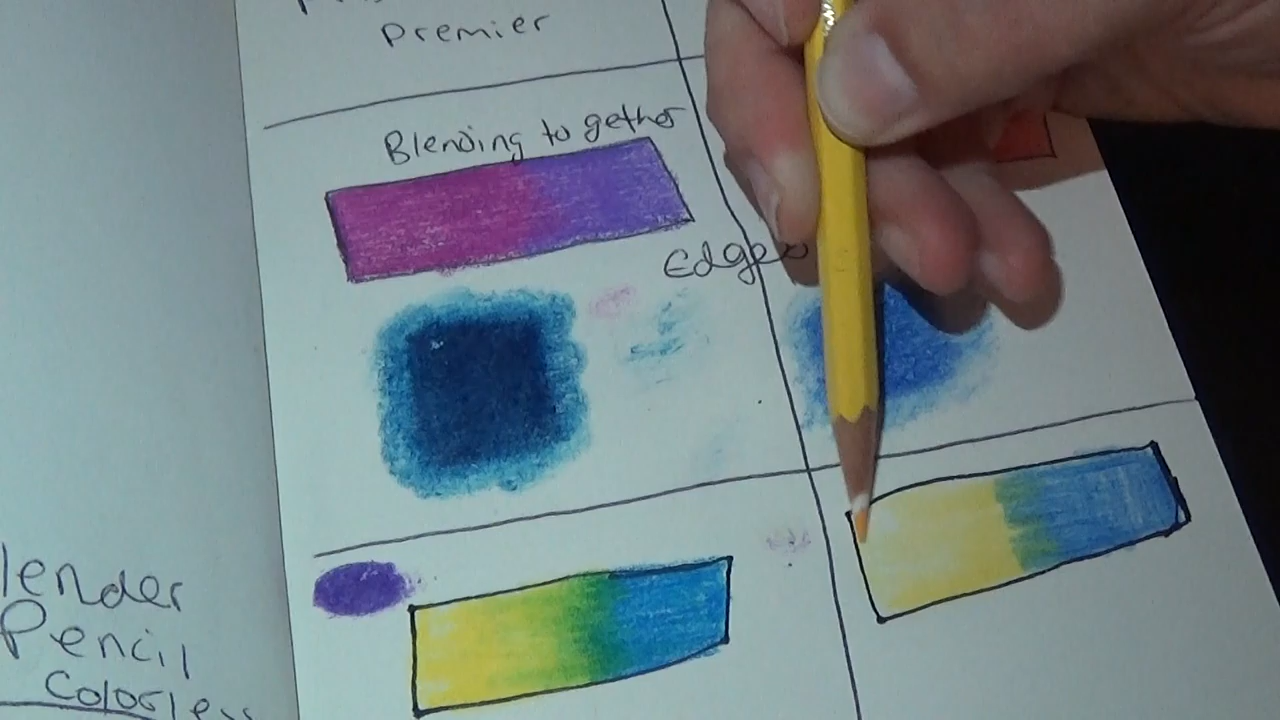 Premier
Blending together
Edges
lender
Pencil
Colorless